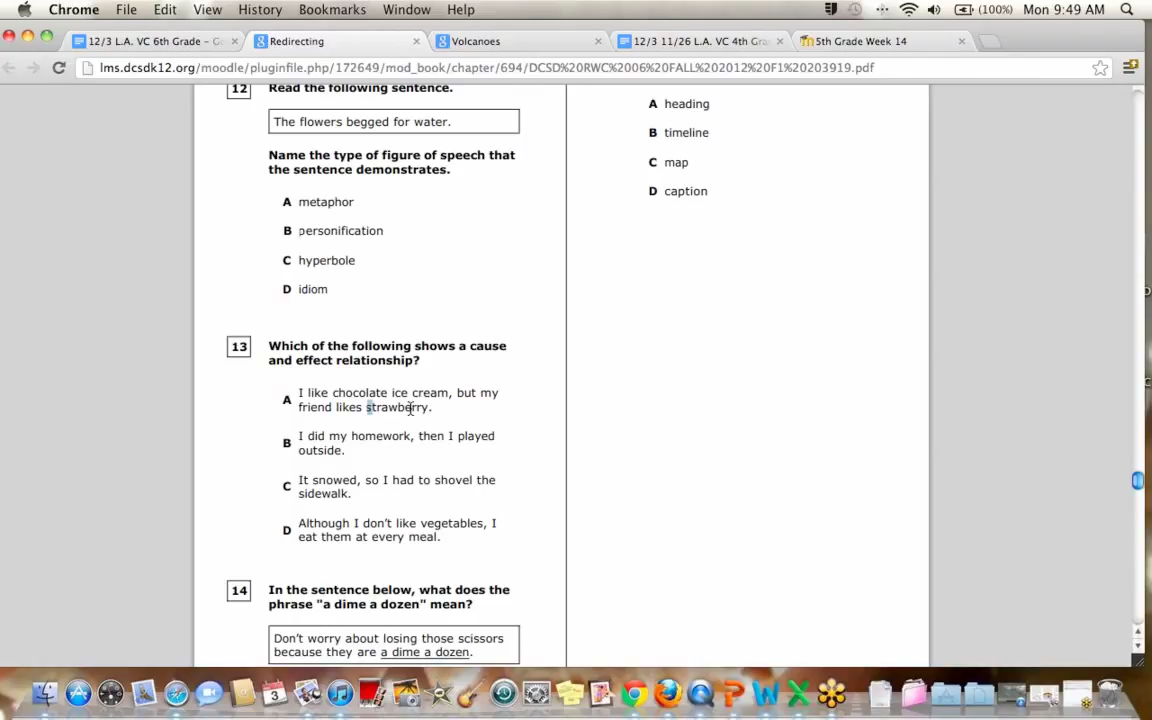 Chrome File Edit View History Bookmarks Window Help (100%) Mon 9:49 AM
12/3 L.A. VC 6th Grade - G
Redirecting
Volcanoes
12/3 11/26 L.A. VC 4th Gra
5th Grade Week 14
lms.dcsdk12.org/moodle/pluginfile.php/172649/mod_book/chapter/694/DCSD%20RWC%2006%20FALL%202012%20F1%203919.pdf
12 Read the following sentence.
The flowers begged for water.
Name the type of figure of speech that
the sentence demonstrates.
A metaphor
B personification
C hyperbole
D idiom
13 Which of the following shows a cause
and effect relationship?
A I like chocolate ice cream, but my
friend likes strawberry.
B I did my homework, then I played
outside.
C It snowed, so I had to shovel the
sidewalk.
D Although I don't like vegetables, I
eat them at every meal.
14 In the sentence below, what does the
phrase "a dime a dozen" mean?
Don't worry about losing those scissors
because they are a dime a dozen.
A heading
B timeline
C map
D caption
3